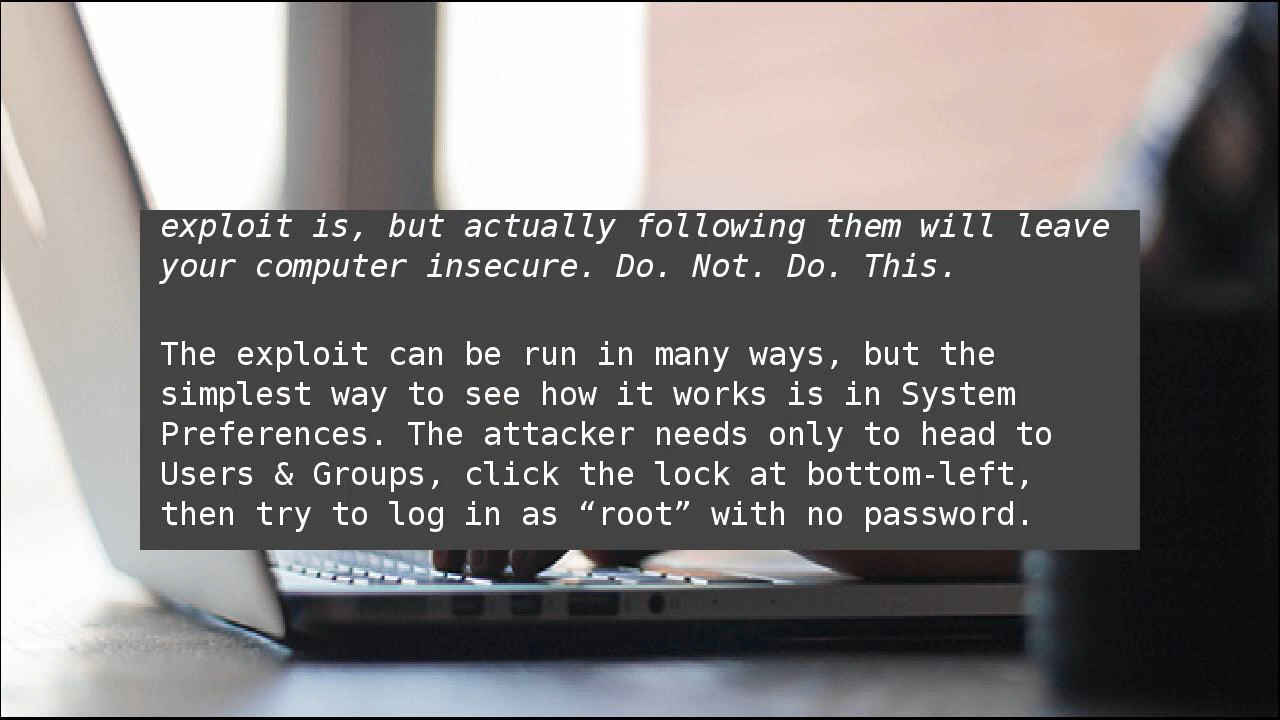 exploit is, but actually following them will leave
your computer insecure. Do. Not. Do. This.
The exploit can be run in many ways, but the
simplest way to see how it works is in System
Preferences. The attacker needs only to head to
Users & Groups, click the lock at bottom-left,
then try to log in as “root” with no password.